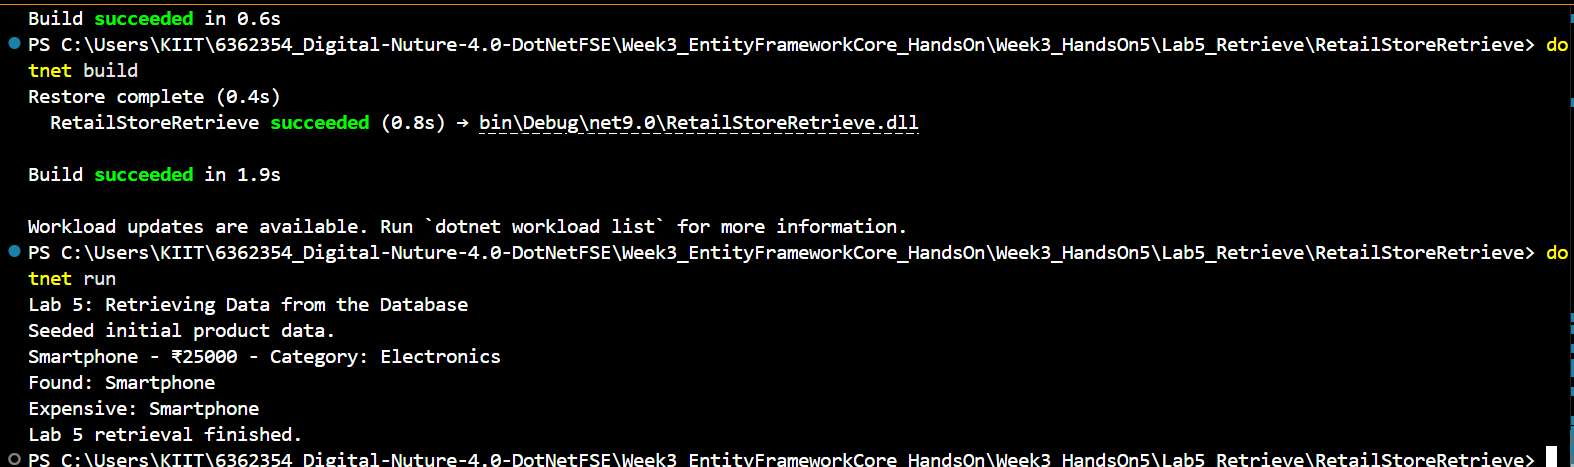 Build succeeded in 0.6s
PS C:\Users\KIIT\6362354_Digital-Nuture-4.0-DotNetFSE\Week3_EntityFrameworkCore_HandsOn\Week3_HandsOn5\Lab5_Retrieve\RetailStoreRetrieve> do
tnet build
Restore complete (0.4s)
RetailStoreRetrieve succeeded (0.8s) → bin\Debug\net9.0\RetailStoreRetrieve.dll
Build succeeded in 1.9s
Workload updates are available. Run `dotnet workload list` for more information.
PS C:\Users\KIIT\6362354_Digital-Nuture-4.0-DotNetFSE\Week3_EntityFrameworkCore_HandsOn\Week3_HandsOn5\Lab5_Retrieve\RetailStoreRetrieve> do
tnet run
Lab 5: Retrieving Data from the Database
Seeded initial product data.
Smartphone - ₹25000 - Category: Electronics
Found: Smartphone
Expensive: Smartphone
Lab 5 retrieval finished.
PS C:\Users\KIIT\6362354_Digital-Nuture-4.0-DotNetFSE\Week3_EntityFrameworkCore_HandsOn\Week3_HandsOn5\Lab5_Retrieve\RetailStoreRetrieve>